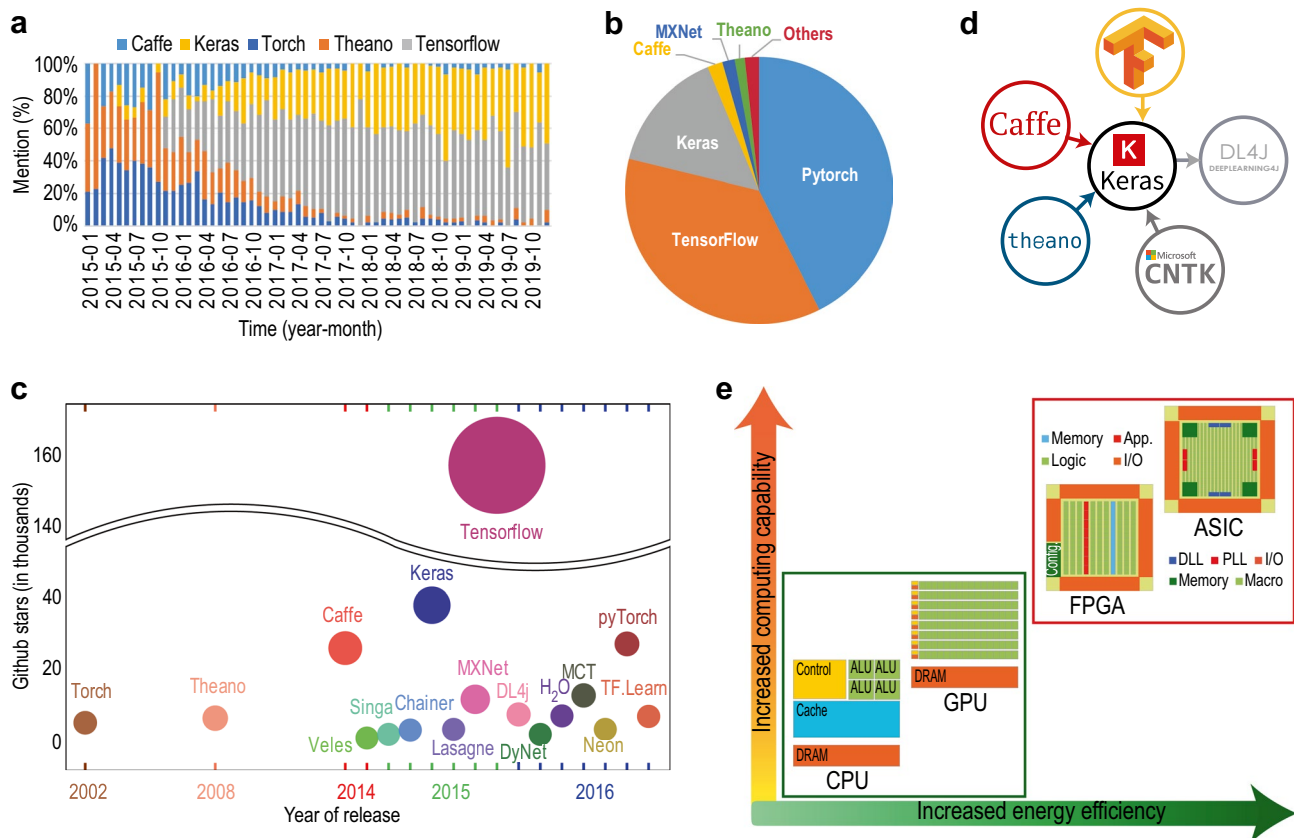 a
Caffe Keras Torch Theano Tensorflow
Mention (%)
100%
80%
60%
40%
20%
0%
2015-01
2015-04
2015-07
2015-10
2016-01
2016-04
2016-07
2016-10
2017-01
2017-04
2017-07
2017-10
2018-01
2018-04
2018-07
2018-10
2019-01
2019-04
2019-07
2019-10
Time (year-month)
b
MXNet
Theano
Others
Caffe
Keras
Pytorch
TensorFlow
d
Caffe
K
Keras
DL4J
DEEPLEARNING4J
theano
Microsoft
CNTK
c
Github stars (in thousands)
160
140
40
20
0
Tensorflow
Keras
Caffe
pyTorch
Torch
Theano
MXNet
MCT
Singa
Chainer
DL4j
H2O
TF.Learn
Veles
Lasagne
DyNet
Neon
2002
2008
2014
2015
2016
Year of release
e
Increased computing capability
Memory App.
Logic I/O
ASIC
Config.
FPGA
DLL PLL I/O
Memory Macro
Control
ALU ALU
ALU ALU
Cache
DRAM
CPU
DRAM
GPU
Increased energy efficiency